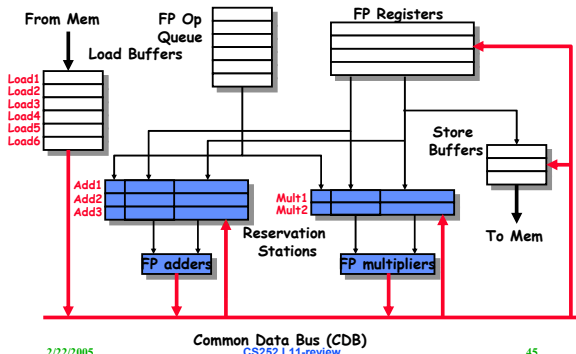 From Mem
FP Op
Queue
FP Registers
Load Buffers
Load1
Load2
Load3
Load4
Load5
Load6
Store
Buffers
Add1
Add2
Add3
Mult1
Mult2
Reservation
Stations
To Mem
FP adders
FP multipliers
Common Data Bus (CDB)
2/22/2005
CS252 L11-review
45